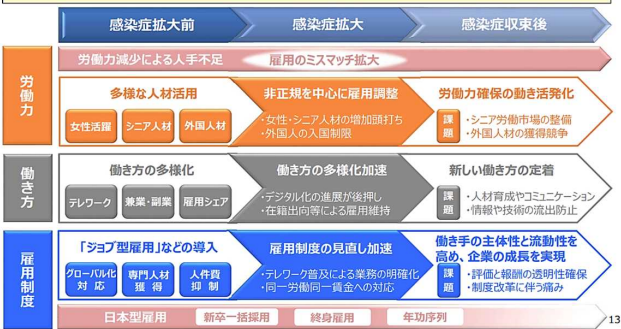 感染症拡大前
感染症拡大
感染症収束後
労働力減少による人手不足
雇用のミスマッチ拡大
労働力
多様な人材活用
女性活躍
シニア人材
外国人材
非正規を中心に雇用調整
・女性・シニア人材の増加頭打ち
・外国人の入国制限
労働力確保の動き活発化
課題
・シニア労働市場の整備
・外国人材の獲得競争
働き方
働き方の多様化
テレワーク
兼業・副業
雇用シェア
働き方の多様化加速
・デジタル化の進展が後押し
・在籍出向等による雇用維持
新しい働き方の定着
課題
・人材育成やコミュニケーション
・情報や技術の流出防止
雇用制度
「ジョブ型雇用」などの導入
グローバル化
対応
専門人材
獲得
人件費
抑制
雇用制度の見直し加速
・テレワーク普及による業務の明確化
・同一労働同一賃金への対応
働き手の主体性と流動性を
高め、企業の成長を実現
課題
・評価と報酬の透明性確保
・制度改革に伴う痛み
日本型雇用
新卒一括採用
終身雇用
年功序列
13